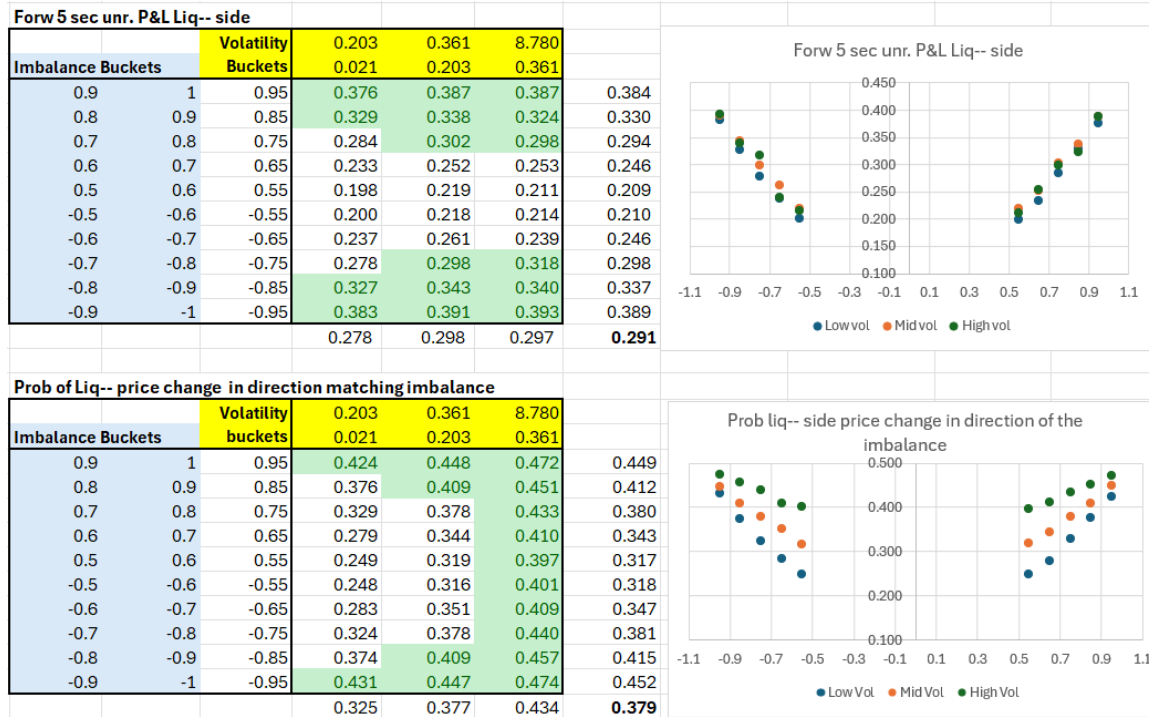 Forw 5 sec unr. P&L Liq-- side
Volatility 0.203 0.361 8.780
Imbalance Buckets Buckets 0.021 0.203 0.361
0.9 1 0.95 0.376 0.387 0.387 0.384
0.8 0.9 0.85 0.329 0.338 0.324 0.330
0.7 0.8 0.75 0.284 0.302 0.298 0.294
0.6 0.7 0.65 0.233 0.252 0.253 0.246
0.5 0.6 0.55 0.198 0.219 0.211 0.209
-0.5 -0.6 -0.55 0.200 0.218 0.214 0.210
-0.6 -0.7 -0.65 0.237 0.261 0.239 0.246
-0.7 -0.8 -0.75 0.278 0.298 0.318 0.298
-0.8 -0.9 -0.85 0.327 0.343 0.340 0.337
-0.9 -1 -0.95 0.383 0.391 0.393 0.389
0.278 0.298 0.297 0.291
Forw 5 sec unr. P&L Liq-- side
0.450
0.400
0.350
0.300
0.250
0.200
0.150
0.100
-1.1 -0.9 -0.7 -0.5 -0.3 -0.1 0.1 0.3 0.5 0.7 0.9 1.1
Low vol Mid vol High vol
Prob of Liq-- price change in direction matching imbalance
Volatility 0.203 0.361 8.780
Imbalance Buckets buckets 0.021 0.203 0.361
0.9 1 0.95 0.424 0.448 0.472 0.449
0.8 0.9 0.85 0.376 0.409 0.451 0.412
0.7 0.8 0.75 0.329 0.378 0.433 0.380
0.6 0.7 0.65 0.279 0.344 0.410 0.343
0.5 0.6 0.55 0.249 0.319 0.397 0.317
-0.5 -0.6 -0.55 0.248 0.316 0.401 0.318
-0.6 -0.7 -0.65 0.283 0.351 0.409 0.347
-0.7 -0.8 -0.75 0.324 0.378 0.440 0.381
-0.8 -0.9 -0.85 0.374 0.409 0.457 0.415
-0.9 -1 -0.95 0.431 0.447 0.474 0.452
0.325 0.377 0.434 0.379
Prob liq-- side price change in direction of the
imbalance
0.500
0.400
0.300
0.200
0.100
-1.1 -0.9 -0.7 -0.5 -0.3 -0.1 0.1 0.3 0.5 0.7 0.9 1.1
Low Vol Mid Vol High Vol